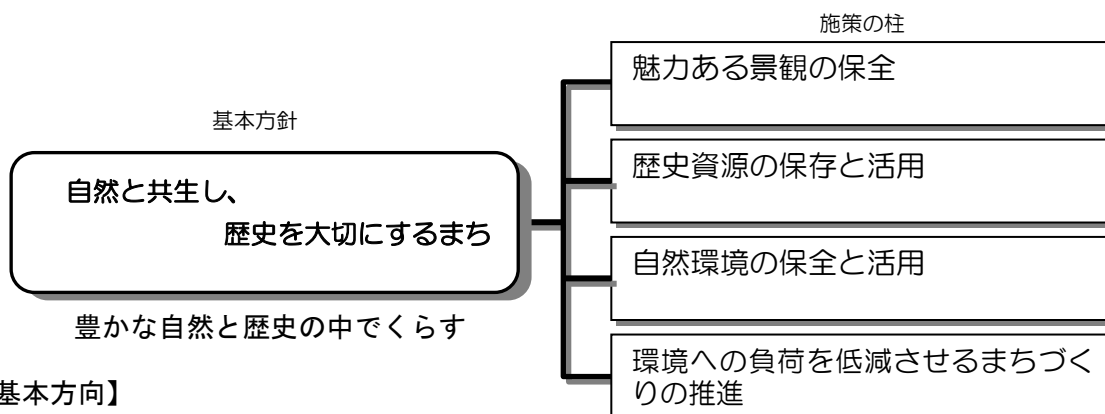 施策の柱
魅力ある景観の保全
基本方針
歴史資源の保存と活用
自然と共生し、
歴史を大切にするまち
自然環境の保全と活用
豊かな自然と歴史の中でくらす
環境への負荷を低減させるまちづく
りの推進
基本方向】